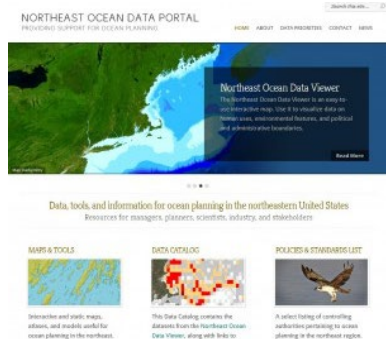 Search this site...
NORTHEAST OCEAN DATA PORTAL
PROVIDING SUPPORT FOR OCEAN PLANNING
HOME ABOUT DATA PRIORITIES CONTACT NEWS
Northeast Ocean Data Viewer
The Northeast Ocean Data Viewer is an easy-to-
use interactive map. Use it to visualize data on
human uses, environmental features, and political
and administrative boundaries.
Read More
Data, tools, and information for ocean planning in the northeastern United States
Resources for managers, planners, scientists, industry, and stakeholders
MAPS & TOOLS
DATA CATALOG
POLICIES & STANDARDS LIST
Interactive and static maps,
atlases, and models useful for
ocean planning in the northeast.
This Data Catalog contains the
datasets from the Northeast Ocean
Data Viewer, along with links to
A select listing of controlling
authorities pertaining to ocean
planning in the northeast region.